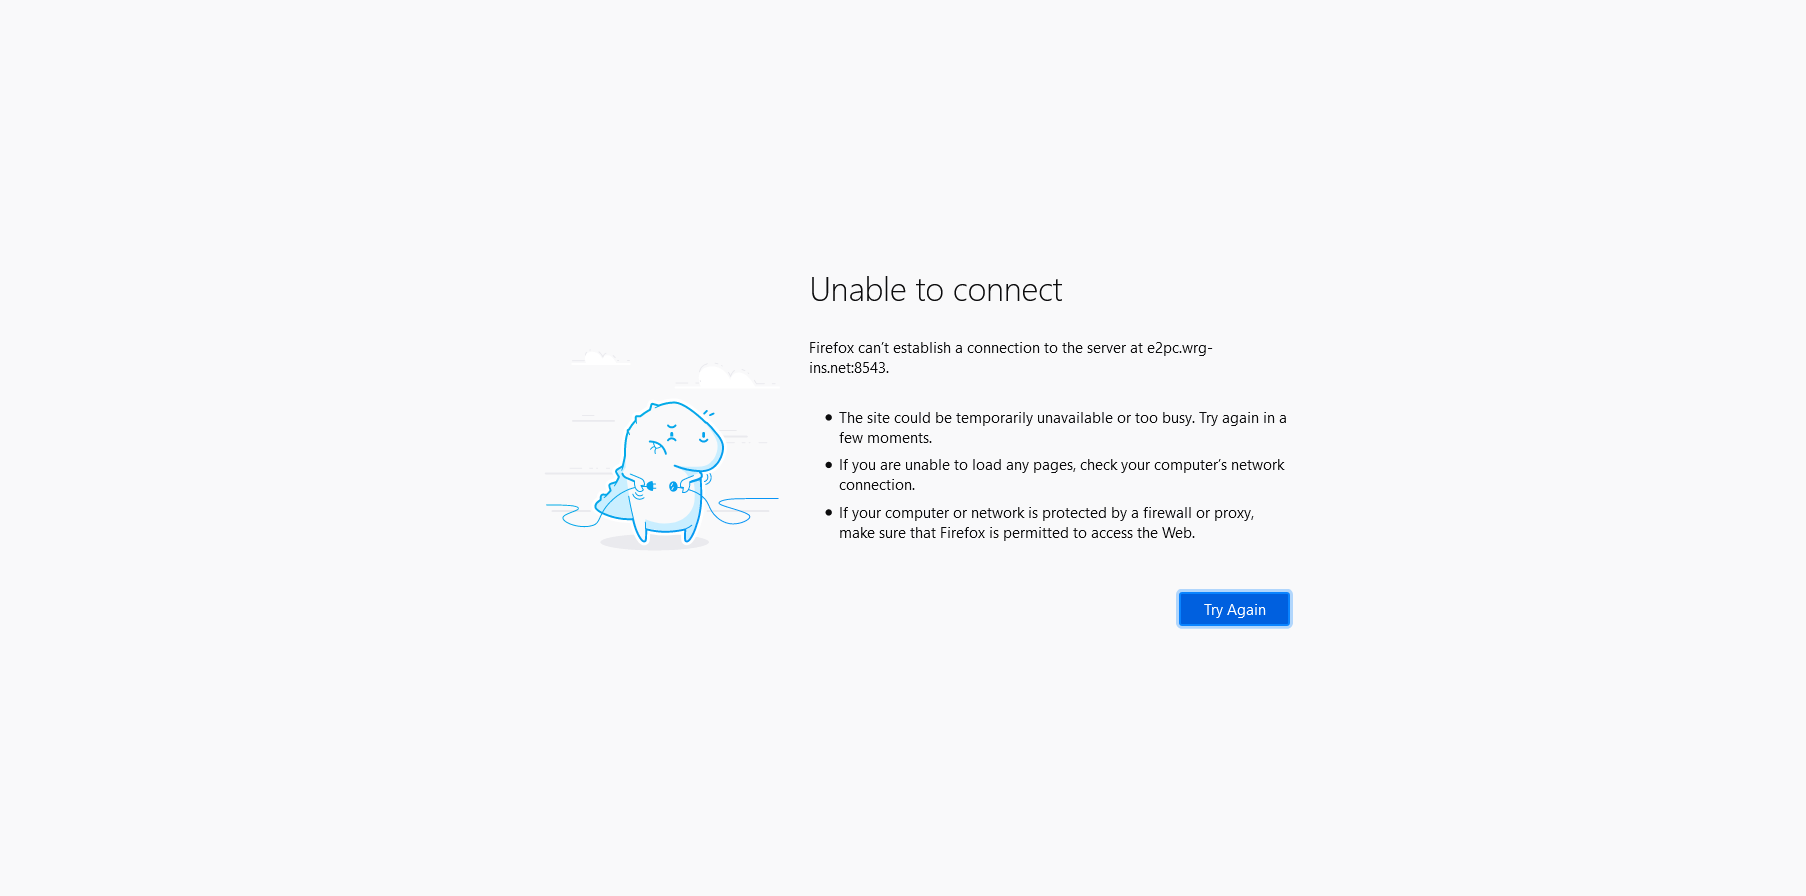 Unable to connect
Firefox can’t establish a connection to the server at e2pc.wrg-
ins.net:8543.
The site could be temporarily unavailable or too busy. Try again in a
few moments.
If you are unable to load any pages, check your computer’s network
connection.
If your computer or network is protected by a firewall or proxy,
make sure that Firefox is permitted to access the Web.
Try Again